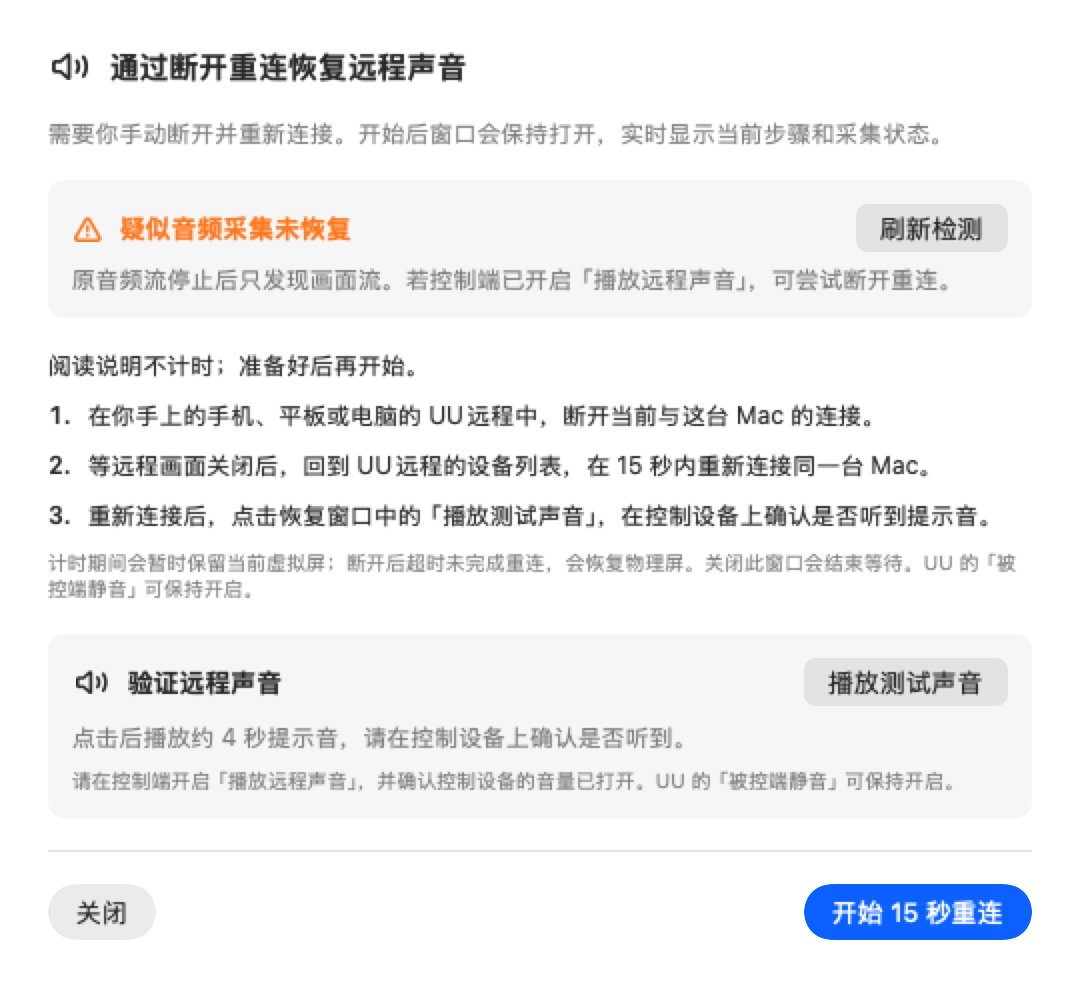 通过断开重连恢复远程声音
需要你手动断开并重新连接。开始后窗口会保持打开，实时显示当前步骤和采集状态。
疑似音频采集未恢复
刷新检测
原音频流停止后只发现画面流。若控制端已开启「播放远程声音」，可尝试断开重连。
阅读说明不计时；准备好后再开始。
1. 在你手上的手机、平板或电脑的 UU远程中，断开当前与这台 Mac 的连接。
2. 等远程画面关闭后，回到 UU远程的设备列表，在 15 秒内重新连接同一台 Mac。
3. 重新连接后，点击恢复窗口中的「播放测试声音」，在控制设备上确认是否听到提示音。
计时期间会暂时保留当前虚拟屏；断开后超时未完成重连，会恢复物理屏。关闭此窗口会结束等待。UU 的「被
控端静音」可保持开启。
验证远程声音
播放测试声音
点击后播放约 4 秒提示音，请在控制设备上确认是否听到。
请在控制端开启「播放远程声音」，并确认控制设备的音量已打开。UU 的「被控端静音」可保持开启。
关闭
开始 15 秒重连